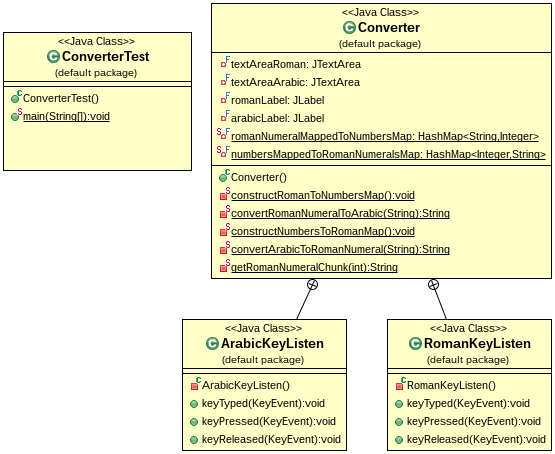 <<Java Class>>
ConverterTest
(default package)
ConverterTest()
main(String[]):void
<<Java Class>>
Converter
(default package)
textAreaRoman: JTextArea
textAreaArabic: JTextArea
romanLabel: JLabel
arabicLabel: JLabel
romanNumeralMappedToNumbersMap: HashMap<String,Integer>
numbersMappedToRomanNumeralsMap: HashMap<Integer,String>
Converter()
constructRomanToNumbersMap():void
convertRomanNumeralToArabic(String):String
constructNumbersToRomanMap():void
convertArabicToRomanNumeral(String):String
getRomanNumeralChunk(int):String
<<Java Class>>
ArabicKeyListen
(default package)
ArabicKeyListen()
keyTyped(KeyEvent):void
keyPressed(KeyEvent):void
keyReleased(KeyEvent):void
<<Java Class>>
RomanKeyListen
(default package)
RomanKeyListen()
keyTyped(KeyEvent):void
keyPressed(KeyEvent):void
keyReleased(KeyEvent):void